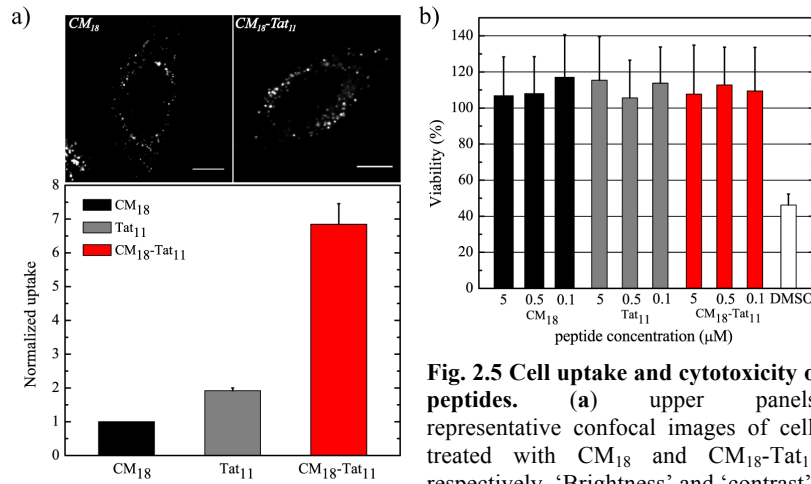 a)
CM18
CM18-Tat11
8
7
6
5
4
3
2
1
0
Normalized uptake
CM18
Tat11
CM18-Tat11
CM18
Tat11
CM18-Tat11
b)
140
120
100
80
60
40
20
0
Viability (%)
5 0.5 0.1 5 0.5 0.1 5 0.5 0.1 DMSO
CM18 Tat11 CM18-Tat11
peptide concentration (μM)
Fig. 2.5 Cell uptake and cytotoxicity
peptides. (a) upper panels
representative confocal images of cell
treated with CM18 and CM18-Tat1
respectively. ‘Brightness’ and ‘contrast’